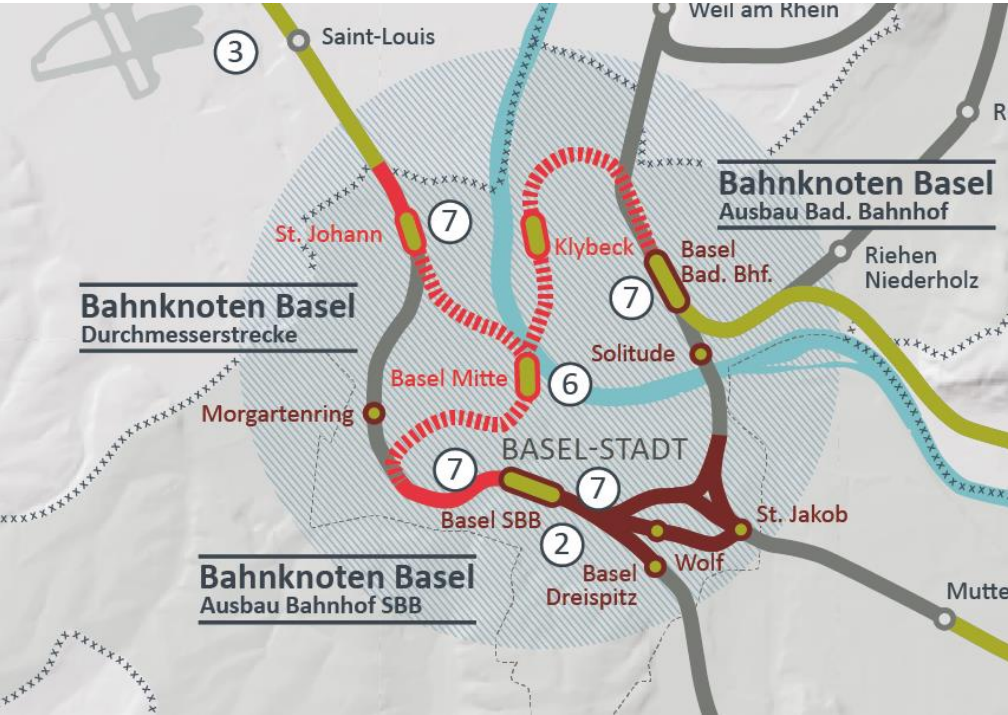 Weil am Rhein
Saint-Louis
3
R
Bahnknoten Basel
Ausbau Bad. Bahnhof
7
St. Johann
Klybeck
Basel
Bad. Bhf.
Riehen
Niederholz
7
Bahnknoten Basel
Durchmesserstrecke
Solitude
Basel Mitte
6
Morgartenring
BASEL-STADT
7
7
Basel SBB
St. Jakob
2
Wolf
Basel
Dreispitz
Bahnknoten Basel
Ausbau Bahnhof SBB
Mutte